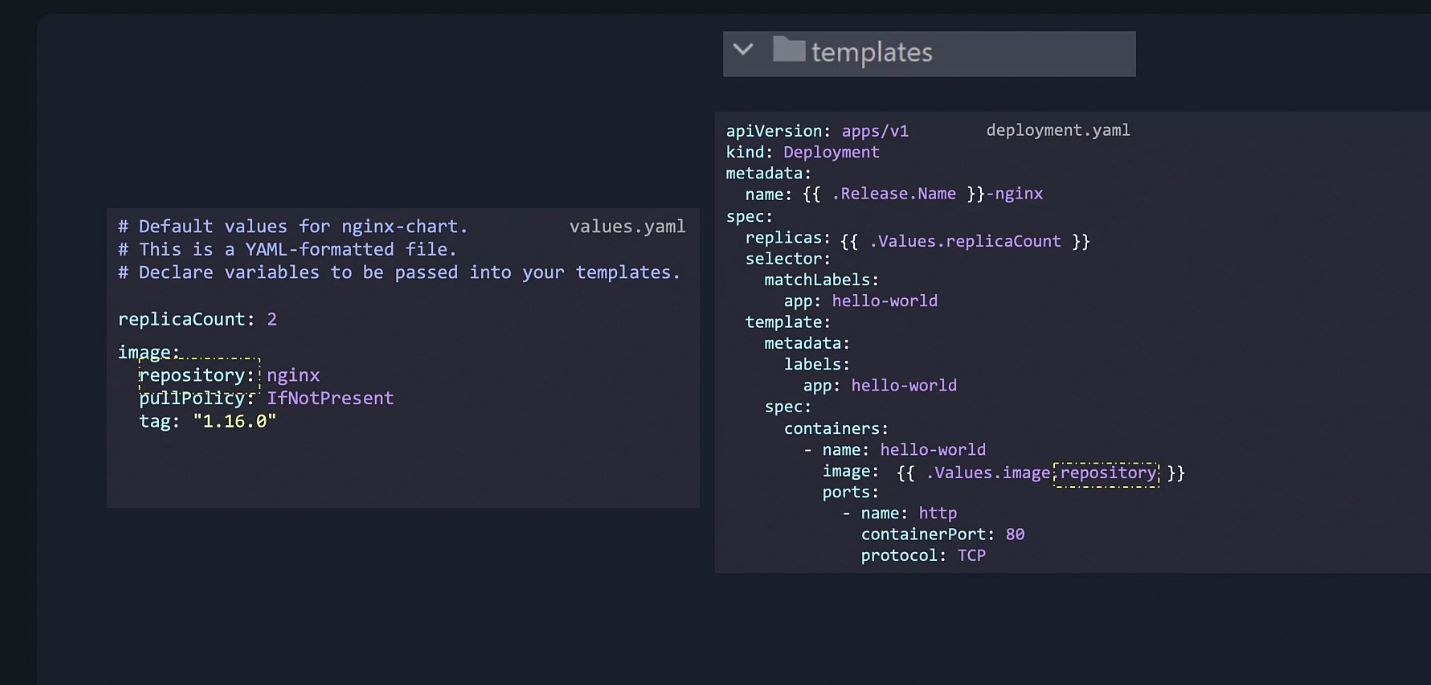 templates
# Default values for nginx-chart. values.yaml
# This is a YAML-formatted file.
# Declare variables to be passed into your templates.
replicaCount: 2
image:
  repository: nginx
  pullPolicy: IfNotPresent
  tag: "1.16.0"
apiVersion: apps/v1 deployment.yaml
kind: Deployment
metadata:
  name: {{ .Release.Name }}-nginx
spec:
  replicas: {{ .Values.replicaCount }}
  selector:
    matchLabels:
      app: hello-world
  template:
    metadata:
      labels:
        app: hello-world
    spec:
      containers:
        - name: hello-world
          image: {{ .Values.image.repository }}
          ports:
            - name: http
              containerPort: 80
              protocol: TCP